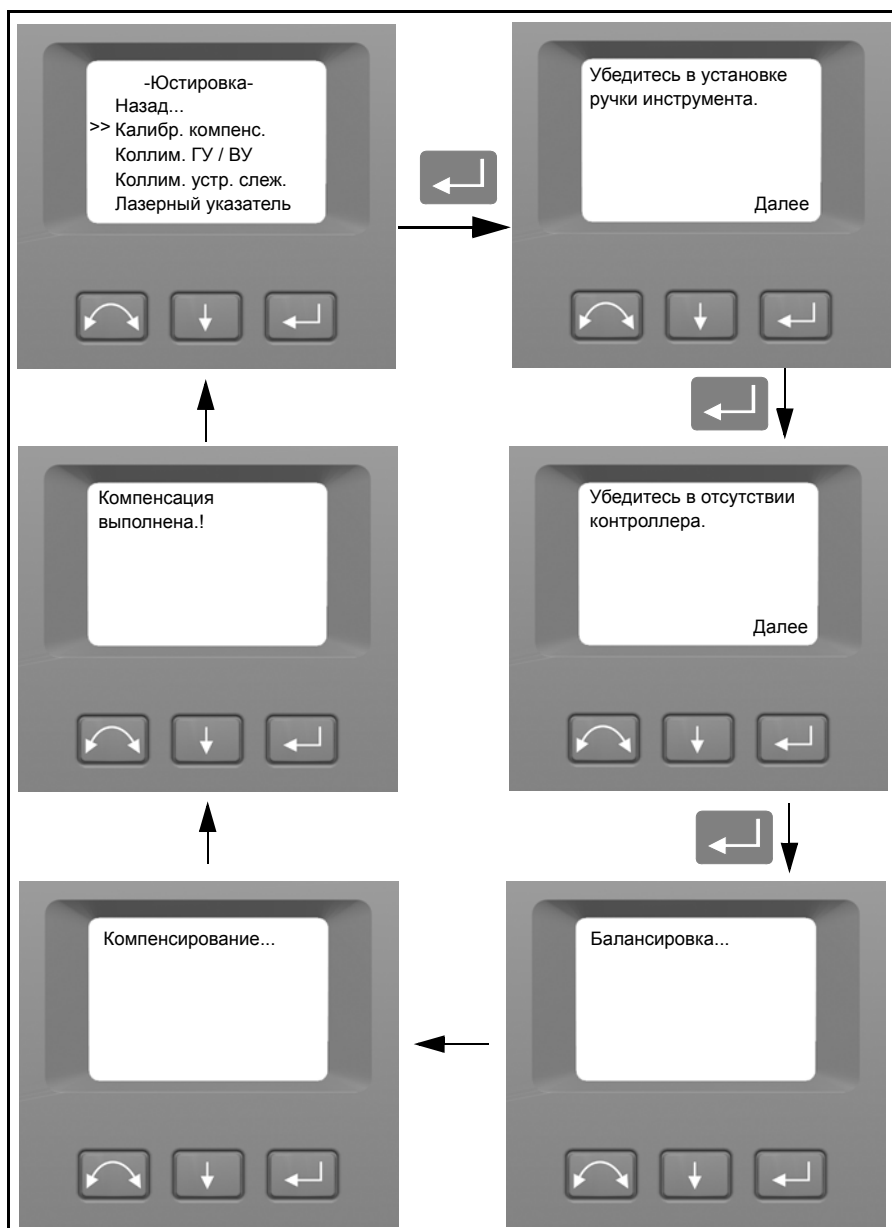 -Юстировка-
Назад...
>> Калибр. компенс.
Коллим. ГУ / ВУ
Коллим. устр. слеж.
Лазерный указатель
Убедитесь в установке
ручки инструмента.
Далее
Убедитесь в отсутствии
контроллера.
Далее
Балансировка...
Компенсирование...
Компенсация
выполнена.!